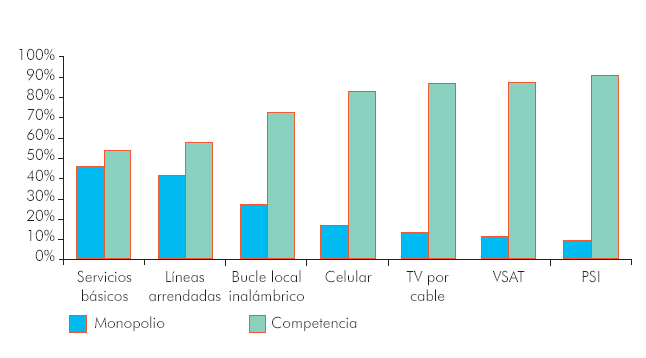 100%
90%
80%
70%
60%
50%
40%
30%
20%
10%
0%
Servicios básicos
Líneas arrendadas
Bucle local inalámbrico
Celular
TV por cable
VSAT
PSI
Monopolio
Competencia